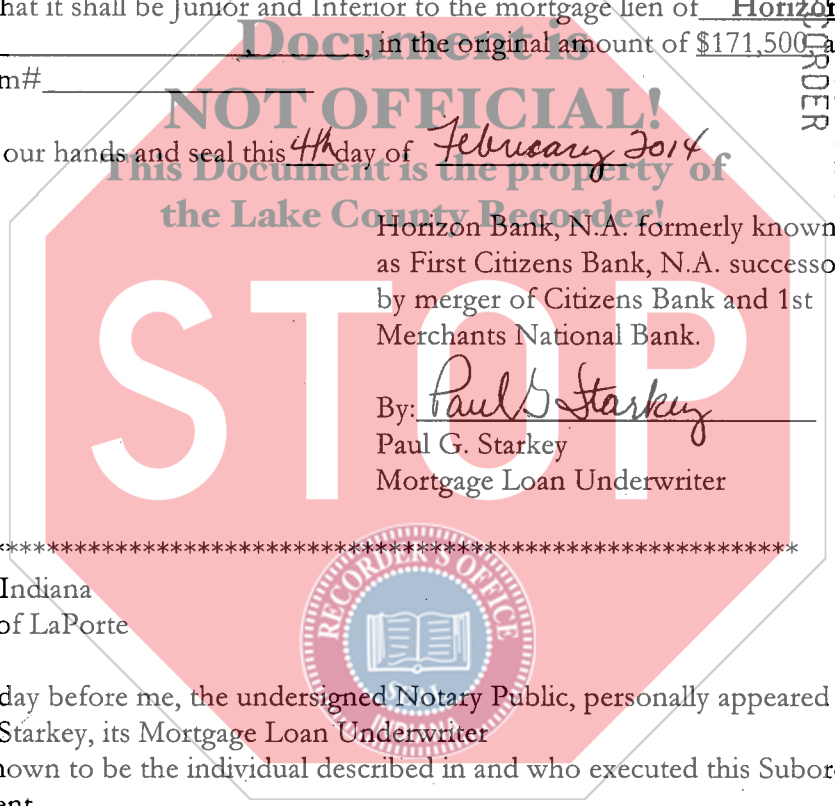 hat it shall be Junior and Inferior to the mortgage lien of Horizon
, in the original amount of $171,500, a
m#
our hands and seal this 4th day of February 2014
Document is
NOT OFFICIAL!
This Document is the property of
the Lake County Recorder!
STOP
CORDER
Horizon Bank, N.A. formerly known
as First Citizens Bank, N.A. successo
by merger of Citizens Bank and 1st
Merchants National Bank.
By: Paul G Starkey
Paul G. Starkey
Mortgage Loan Underwriter
************************************************************
Indiana
of LaPorte
RECORDER'S OFFICE
SEAL
INDIANA
day before me, the undersigned Notary Public, personally appeared
Starkey, its Mortgage Loan Underwriter
nown to be the individual described in and who executed this Subor-
ent